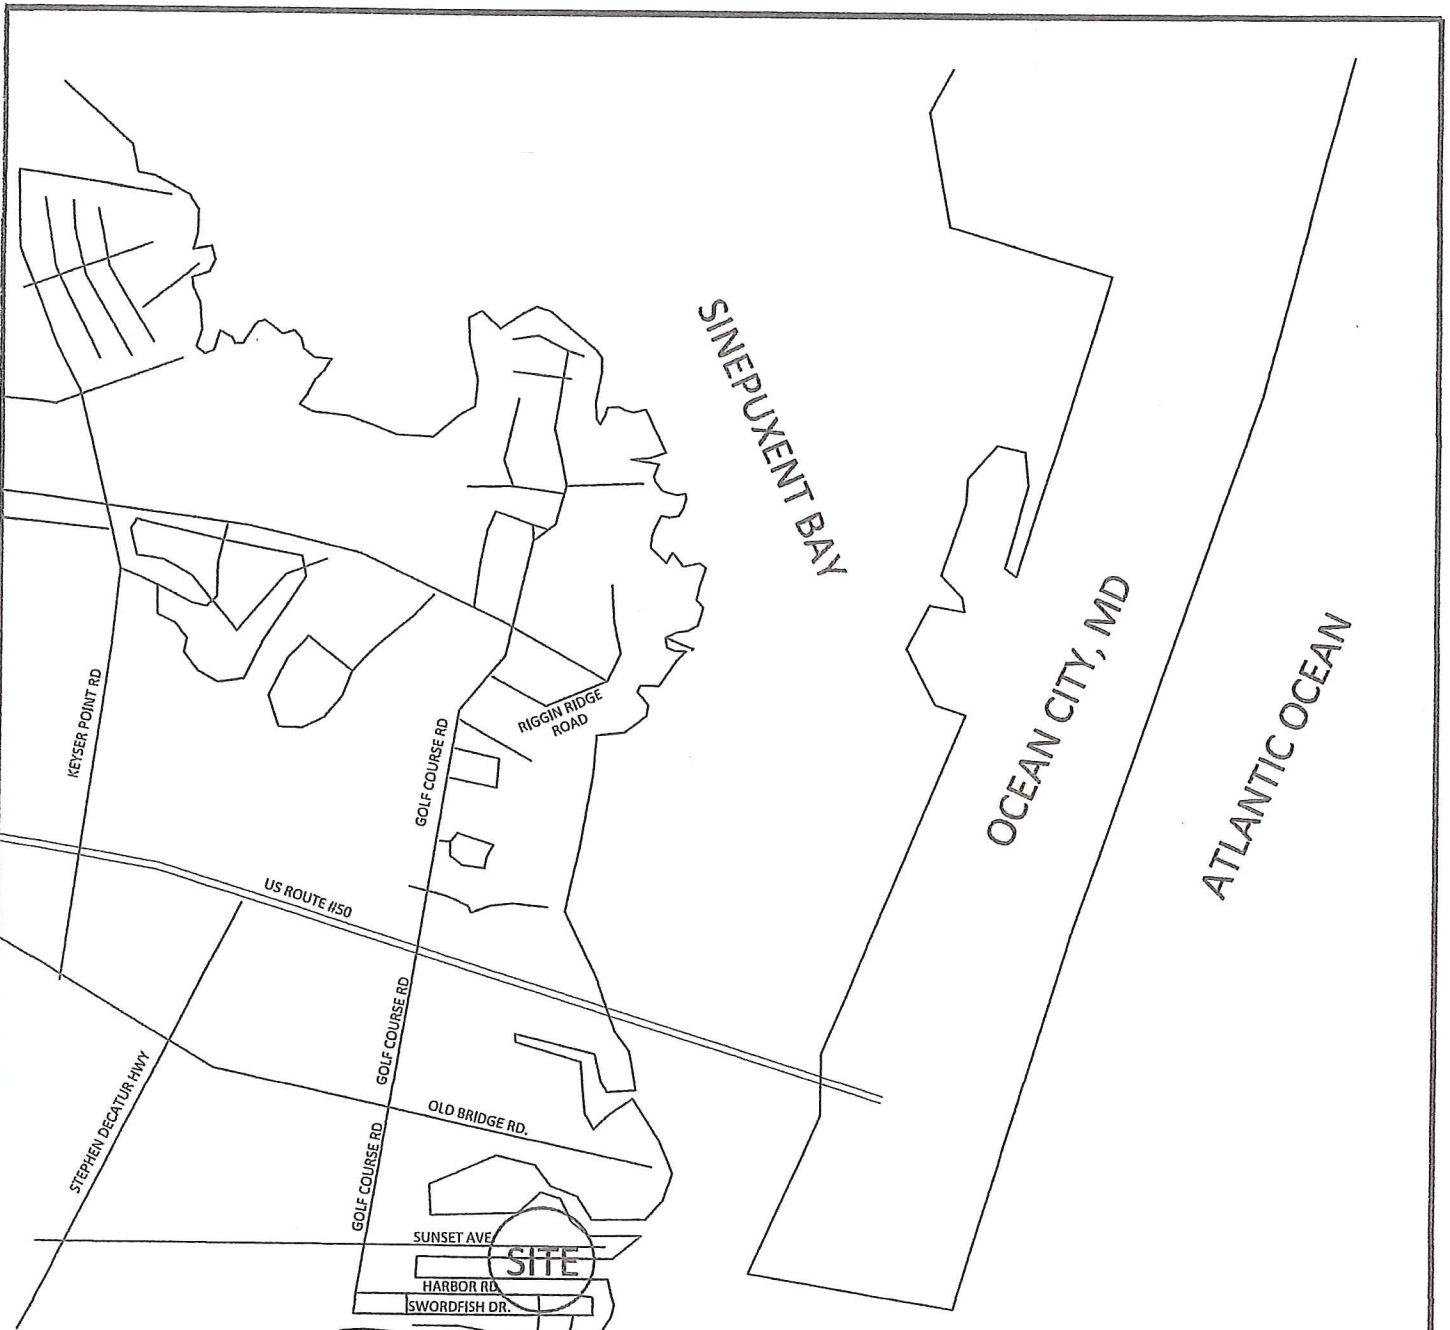 SINEPUXENT BAY
OCEAN CITY, MD
ATLANTIC OCEAN
KEYSER POINT RD
RIGGIN RIDGE
ROAD
GOLF COURSE RD
US ROUTE #50
GOLF COURSE RD
STEPHEN DECATUR HWY
OLD BRIDGE RD.
GOLF COURSE RD
SUNSET AVE
SITE
HARBOR RD
SWORDFISH DR.